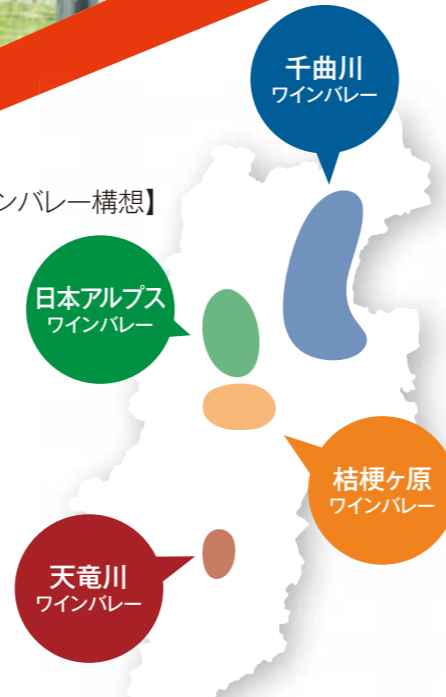 千曲川
ワインバレー
ンバレー構想】
日本アルプス
ワインバレー
桔梗ヶ原
ワインバレー
天竜川
ワインバレー